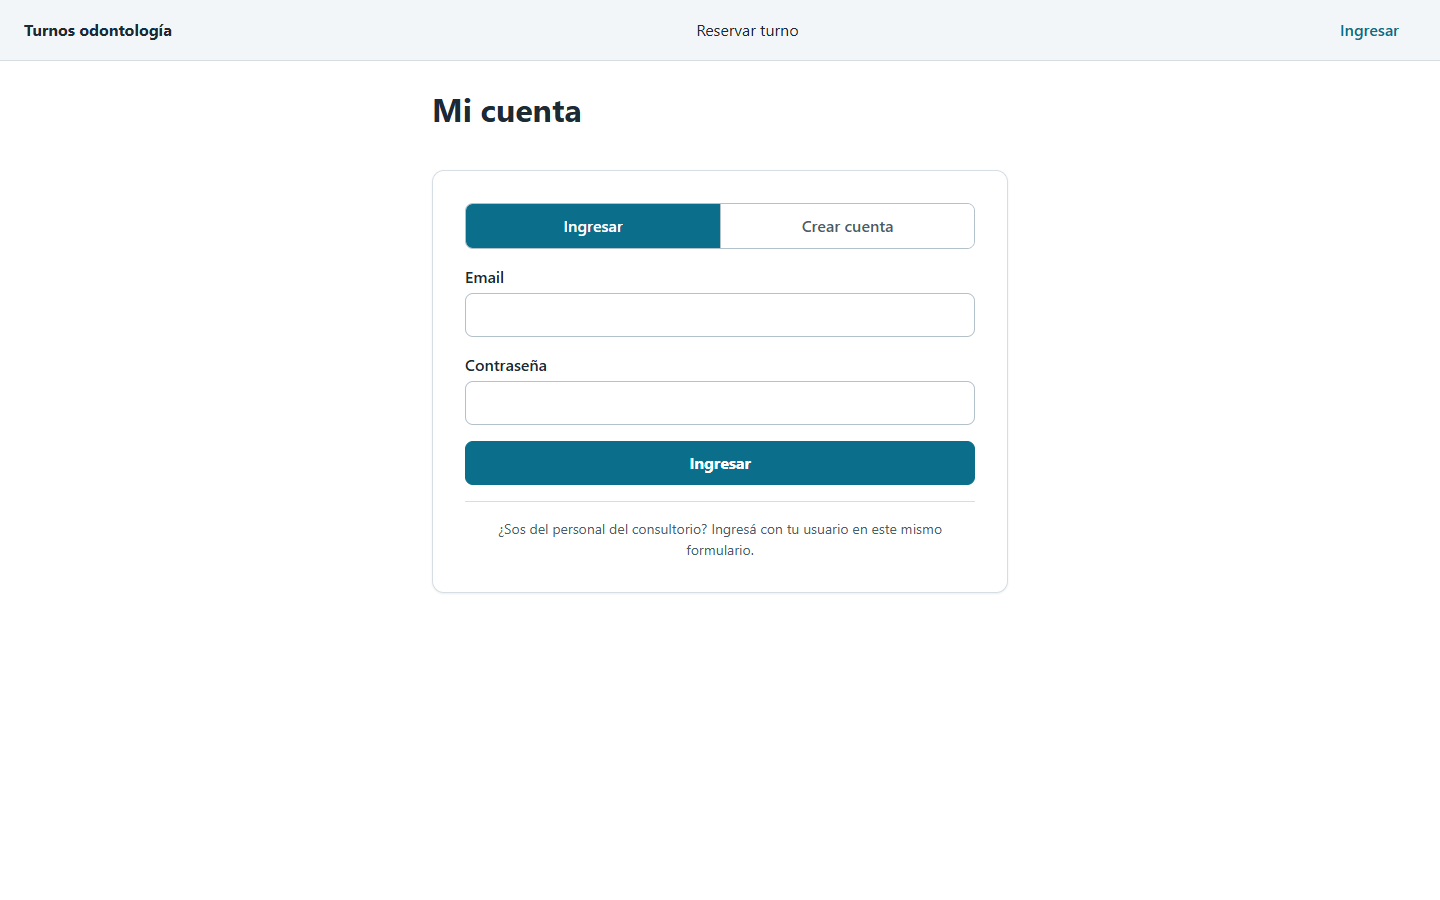 Turnos odontología
Reservar turno
Ingresar
Mi cuenta
Ingresar
Crear cuenta
Email
Contraseña
Ingresar
¿Sos del personal del consultorio? Ingresá con tu usuario en este mismo
formulario.